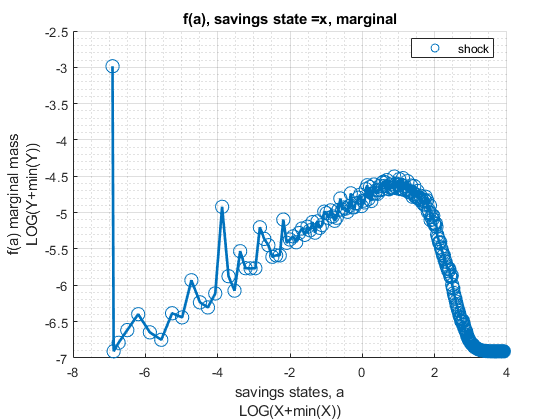 f(a), savings state =x, marginal
shock
-2.5
-3
-3.5
-4
-4.5
-5
-5.5
-6
-6.5
-7
f(a) marginal mass
LOG(Y+min(Y))
-8
-6
-4
-2
0
2
4
savings states, a
LOG(X+min(X))